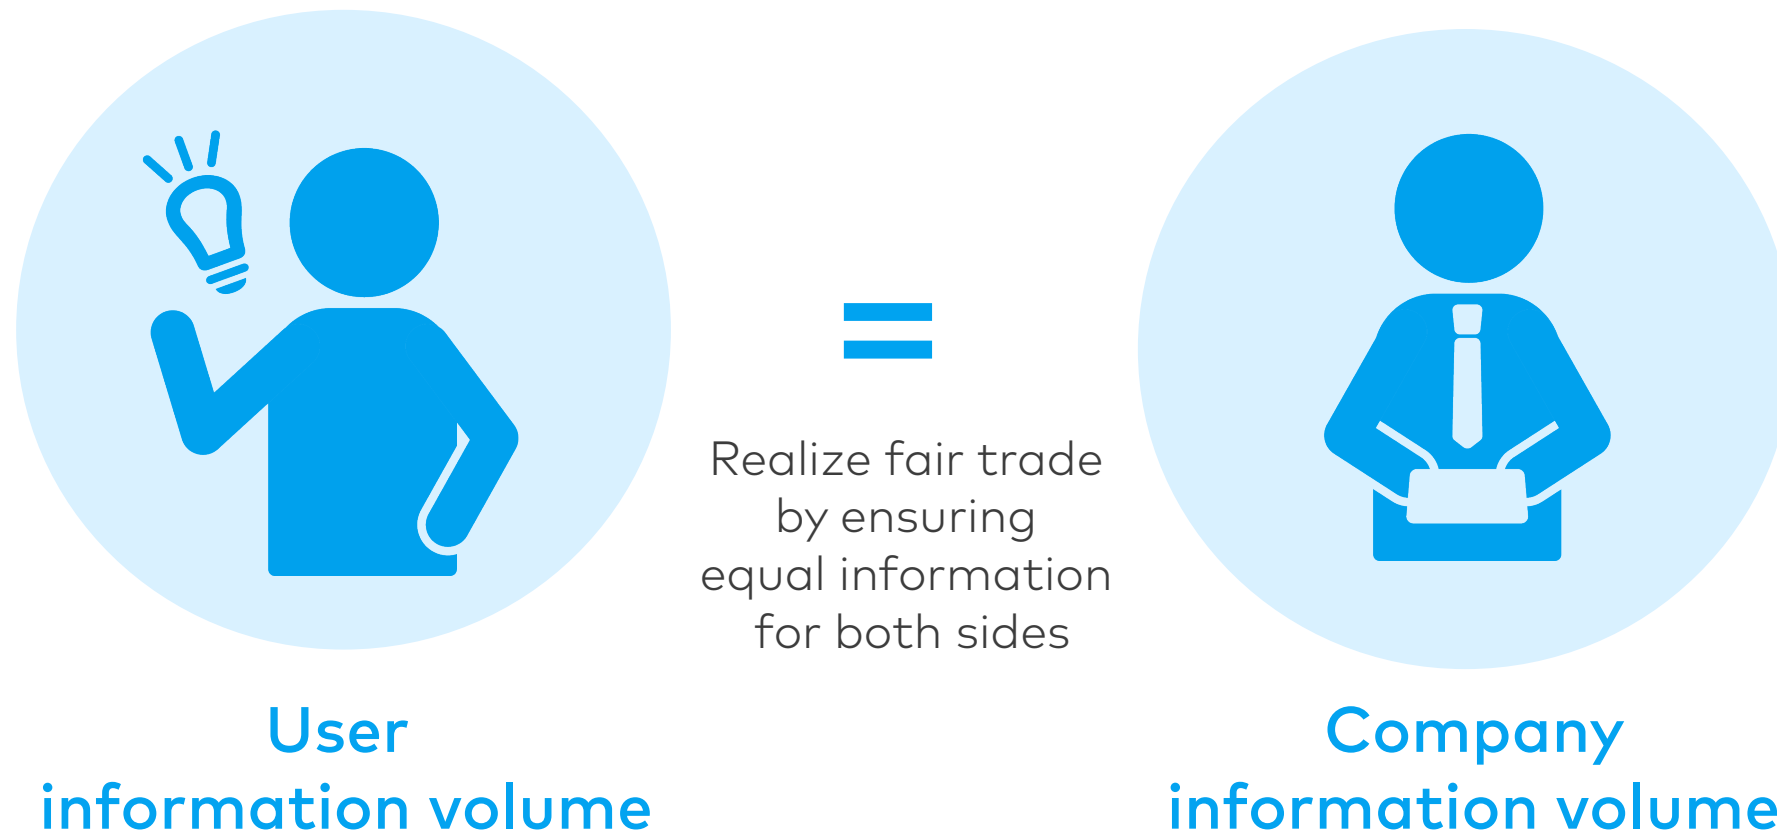 =
Realize fair trade
by ensuring
equal information
for both sides
User
information volume
Company
information volume